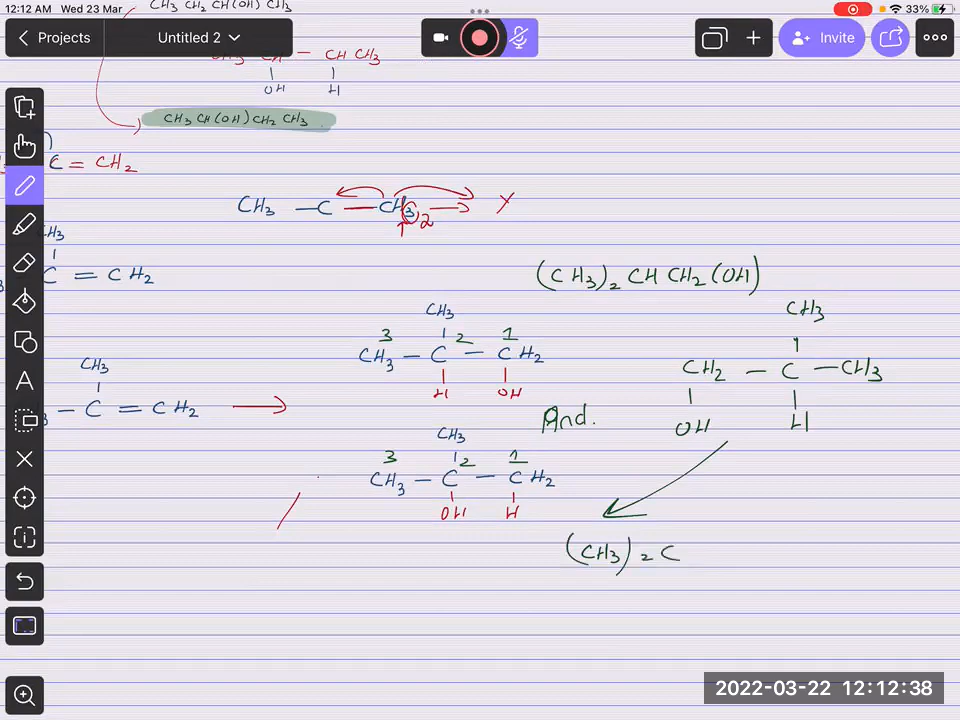 12:12 AM Wed 23 Mar
33%
CH3 CH2 CH(OH) CH3
Projects
Untitled 2
Invite
CH3 CH — CH CH3
OH H
CH3 CH(OH) CH2 CH3
C = CH2
CH3 — C — CH3
2
X
CH3
C = CH2
(CH3)2 CH CH2(OH)
CH3
CH3
3 2 1
CH3 — C — CH2
H OH
CH2 — C — CH3
OH H
CH3
— C = CH2
And.
CH3
3 2 1
CH3 — C — CH2
OH H
(CH3)2 C
A
2022-03-22 12:12:38